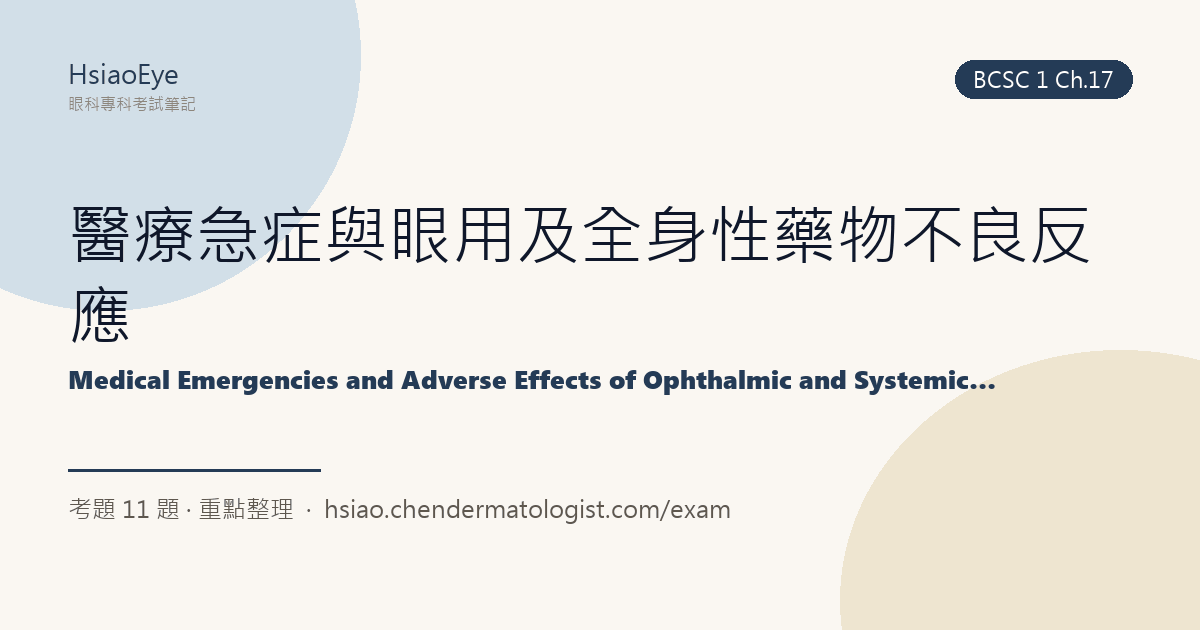 HsiaoEye
眼科專科考試筆記
BCSC 1 Ch.17
醫療急症與眼用及全身性藥物不良反
應
Medical Emergencies and Adverse Effects of Ophthalmic and Systemic...
考題 11 題 · 重點整理 · hsiao.chendermatologist.com/exam